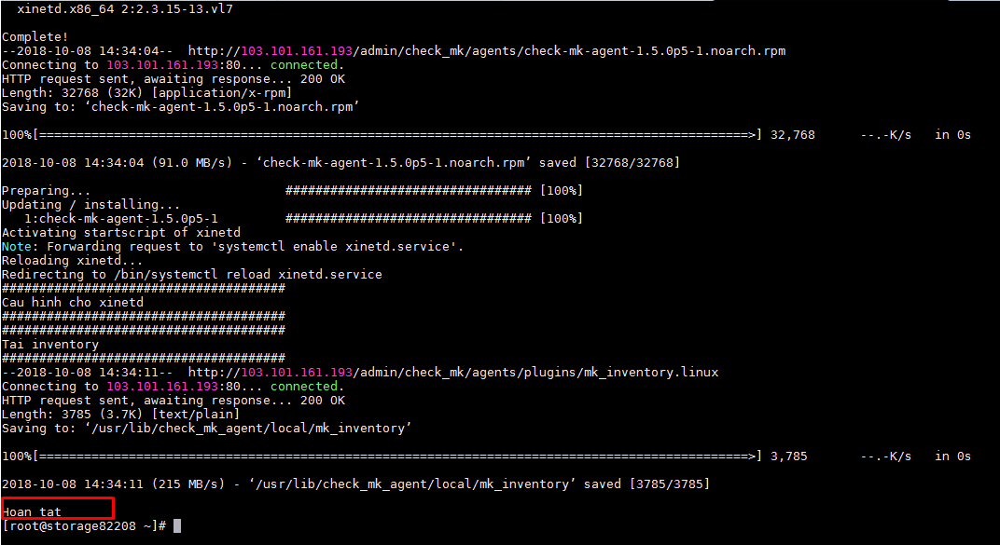 xinetd.x86_64 2:2.3.15-13.vl7
Complete!
--2018-10-08 14:34:04-- http://103.101.161.193/admin/check_mk/agents/check-mk-agent-1.5.0p5-1.noarch.rpm
Connecting to 103.101.161.193:80... connected.
HTTP request sent, awaiting response... 200 OK
Length: 32768 (32K) [application/x-rpm]
Saving to: ‘check-mk-agent-1.5.0p5-1.noarch.rpm’
100%[===============================================================================================>] 32,768 --.-K/s in 0s
2018-10-08 14:34:04 (91.0 MB/s) - ‘check-mk-agent-1.5.0p5-1.noarch.rpm’ saved [32768/32768]
Preparing... ################################# [100%]
Updating / installing...
1:check-mk-agent-1.5.0p5-1 ################################# [100%]
Activating startscript of xinetd
Note: Forwarding request to 'systemctl enable xinetd.service'.
Reloading xinetd...
Redirecting to /bin/systemctl reload xinetd.service
######################################
Cau hinh cho xinetd
######################################
######################################
Tai inventory
######################################
--2018-10-08 14:34:11-- http://103.101.161.193/admin/check_mk/agents/plugins/mk_inventory.linux
Connecting to 103.101.161.193:80... connected.
HTTP request sent, awaiting response... 200 OK
Length: 3785 (3.7K) [text/plain]
Saving to: ‘/usr/lib/check_mk_agent/local/mk_inventory’
100%[===============================================================================================>] 3,785 --.-K/s in 0s
2018-10-08 14:34:11 (215 MB/s) - ‘/usr/lib/check_mk_agent/local/mk_inventory’ saved [3785/3785]
Hoan tat
[root@storage82208 ~]#